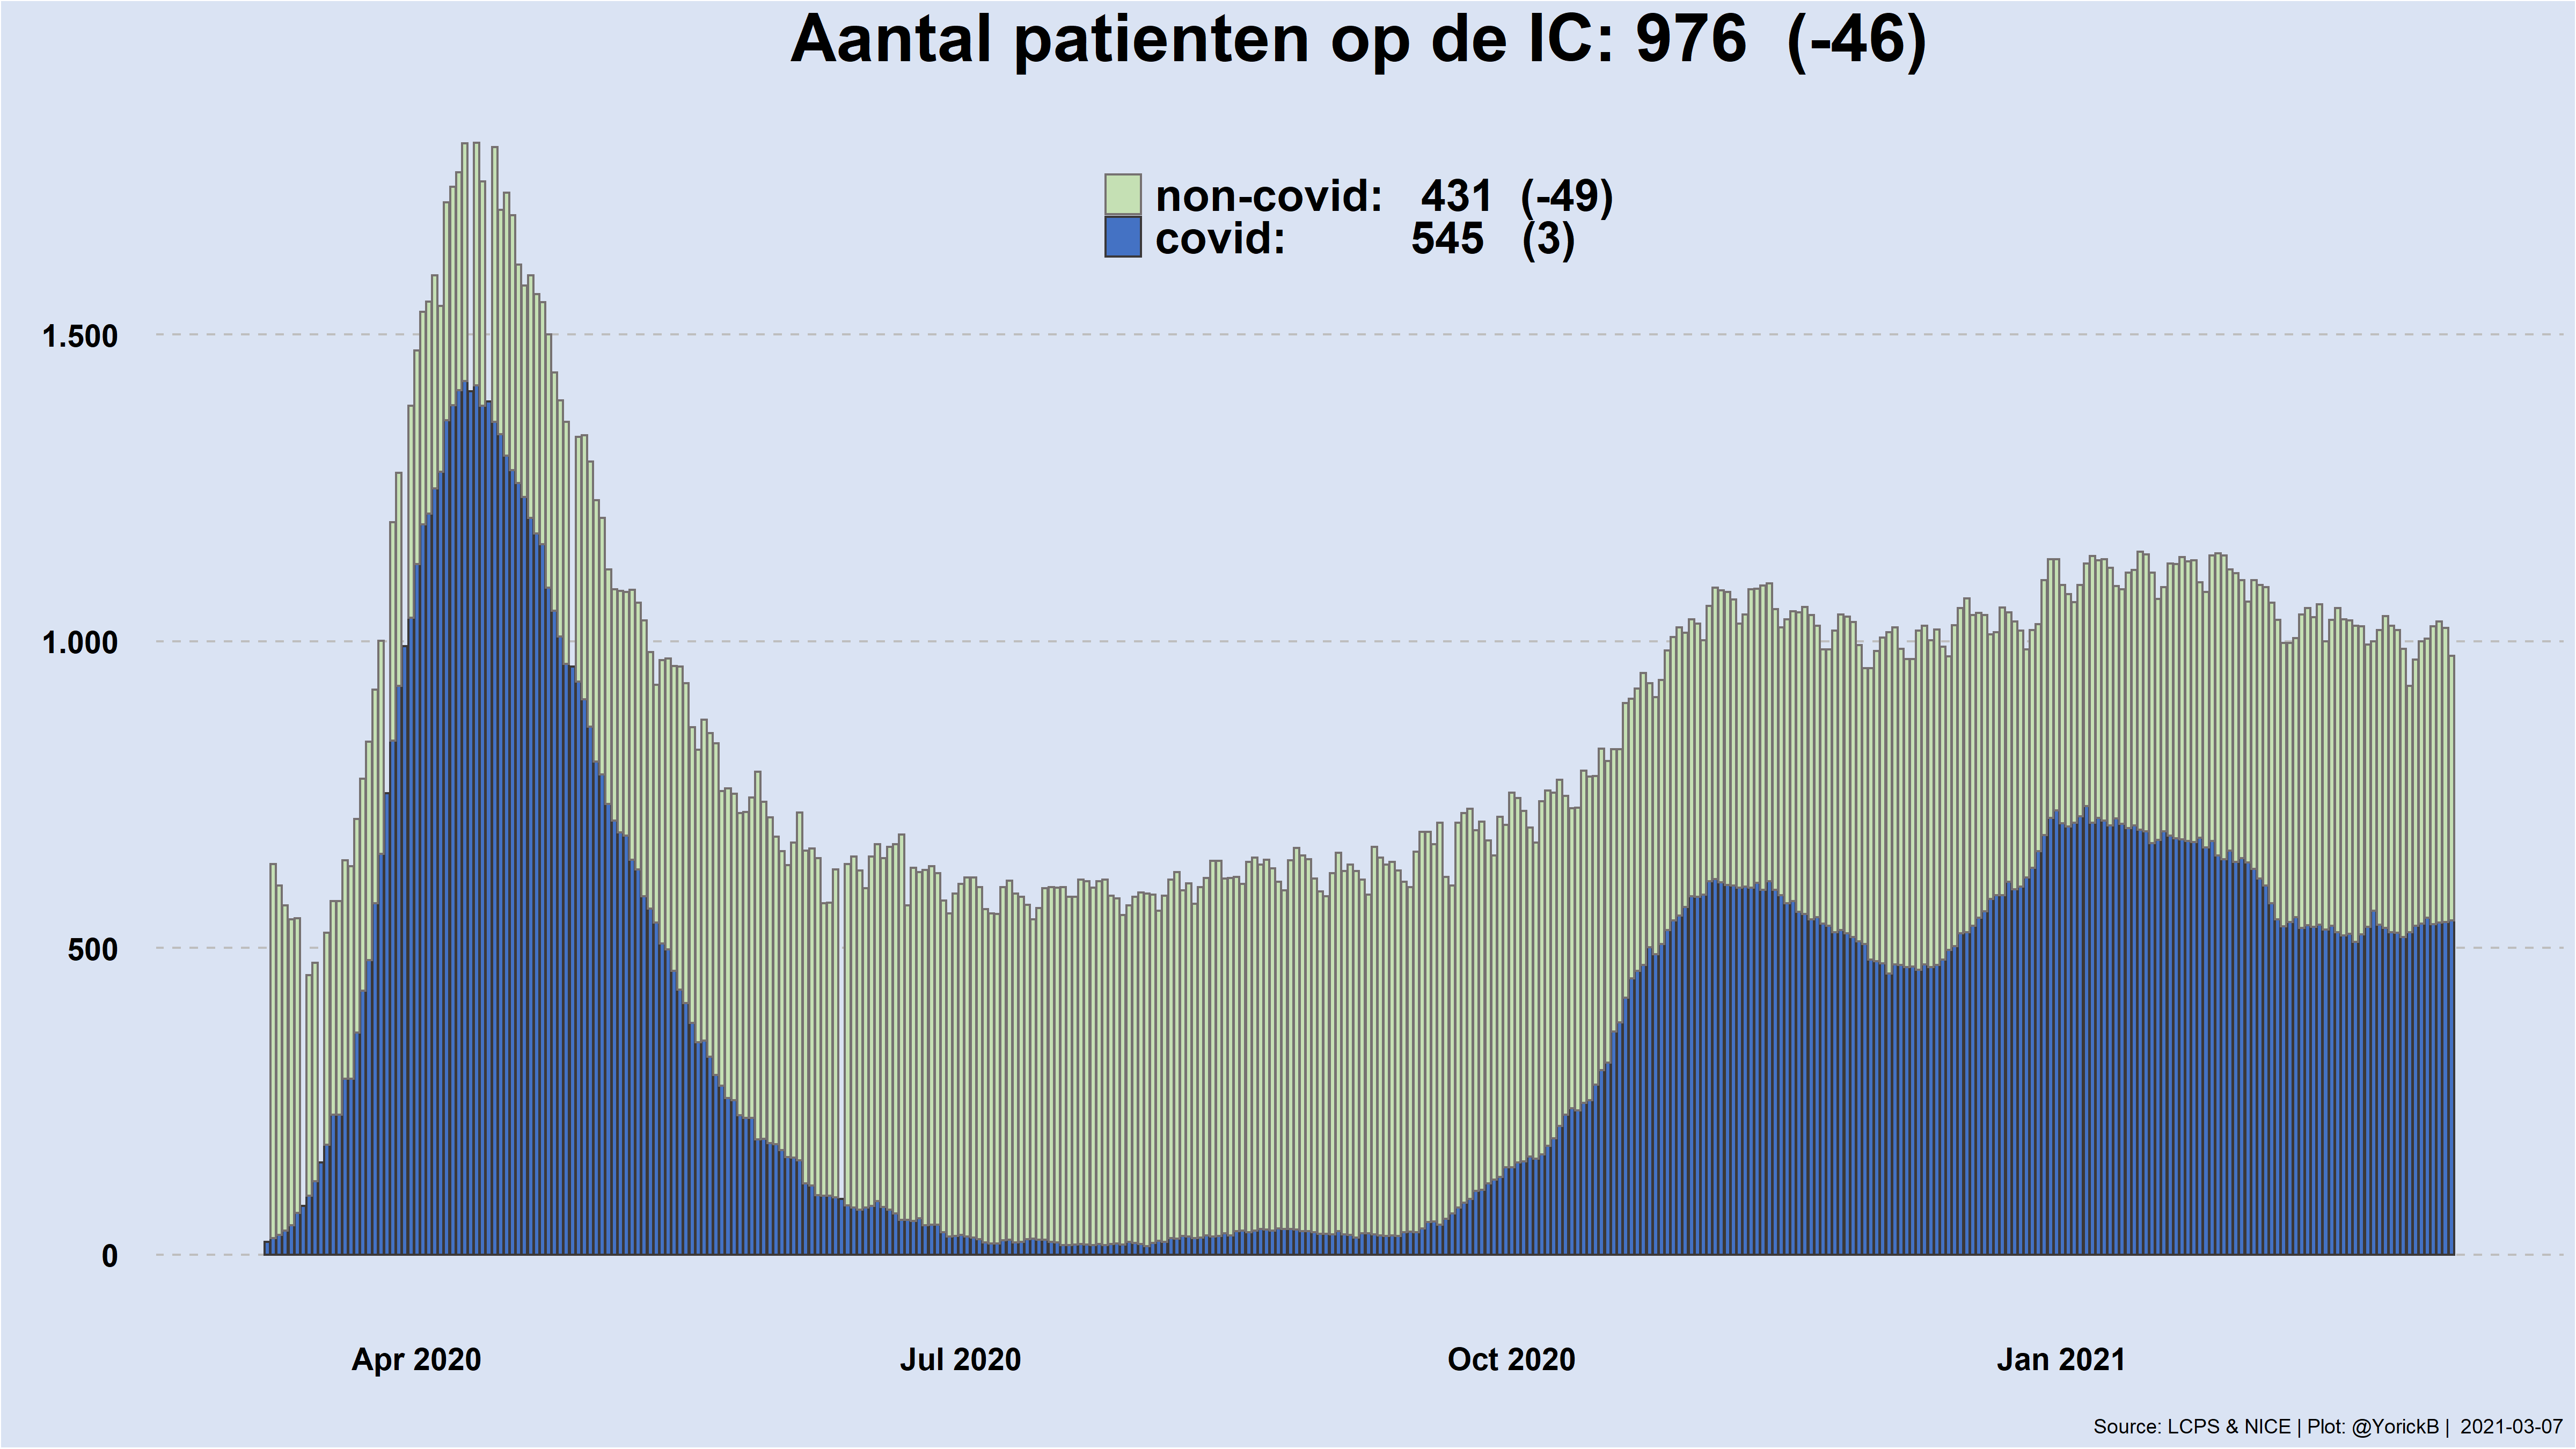 Aantal patienten op de IC: 976 (-46)
non-covid: 431 (-49)
covid: 545 (3)
1.500
1.000
500
0
Apr 2020
Jul 2020
Oct 2020
Jan 2021
Source: LCPS & NICE | Plot: @YorickB | 2021-03-07